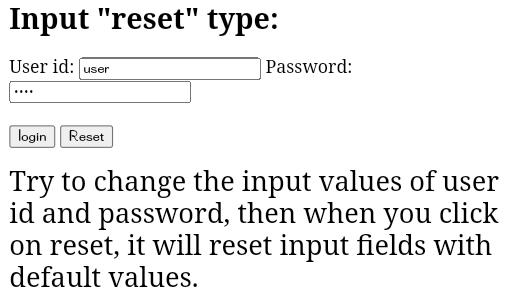 Input "reset" type:
User id: user Password:
····
login Reset
Try to change the input values of user
id and password, then when you click
on reset, it will reset input fields with
default values.